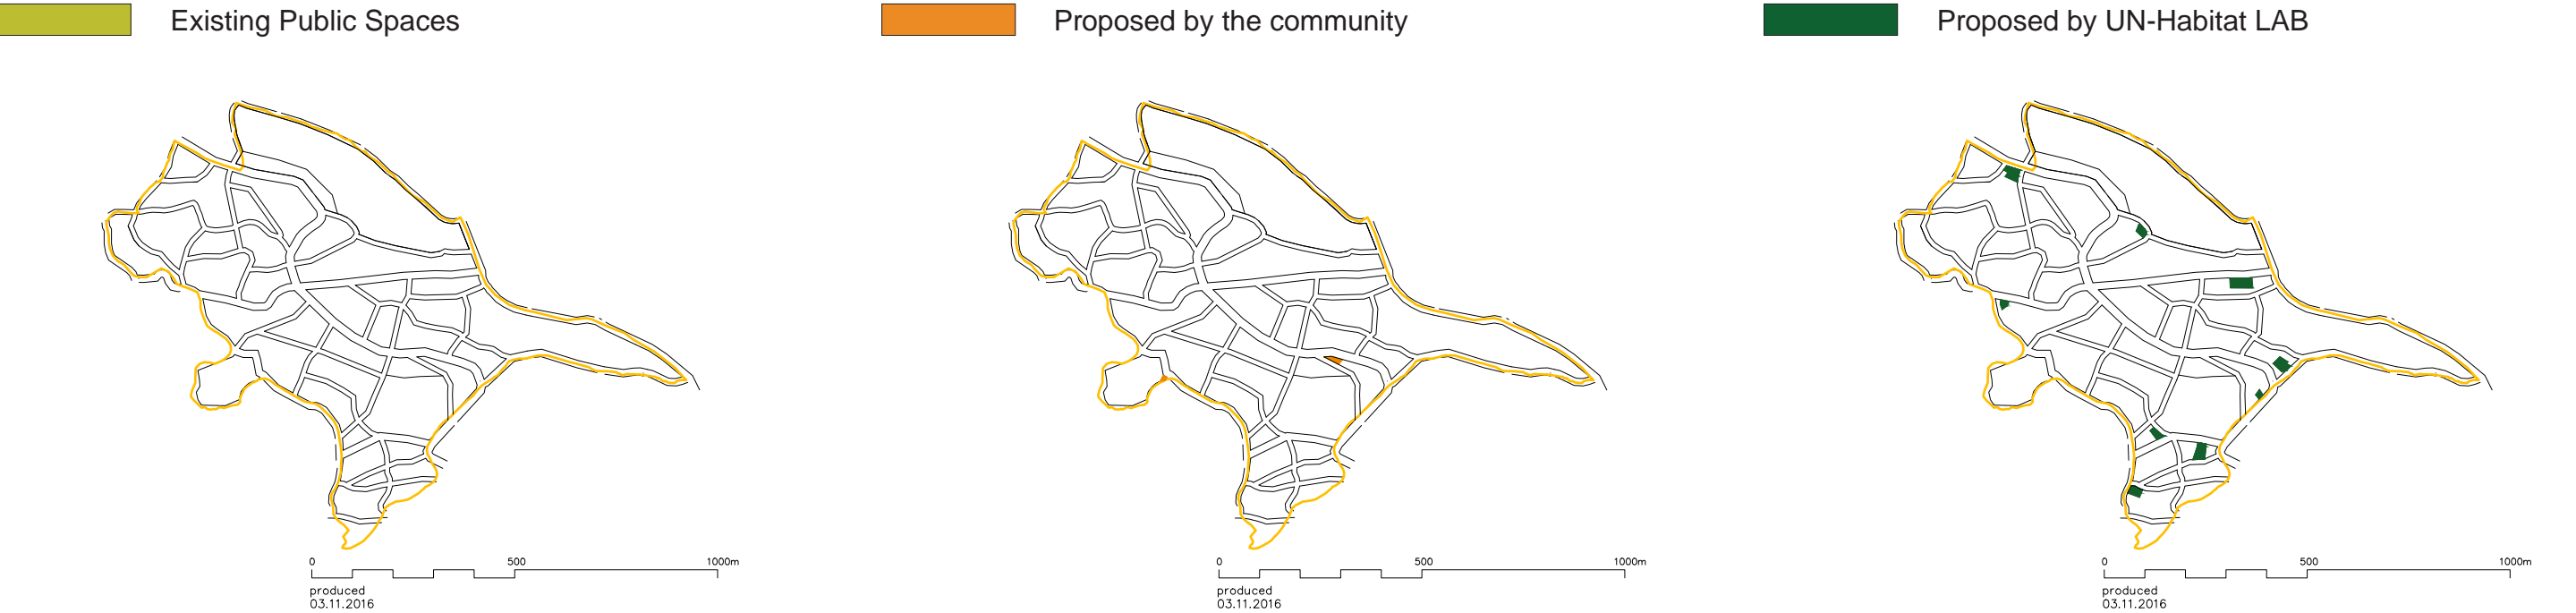 Existing Public Spaces
Proposed by the community
Proposed by UN-Habitat LAB
0 500 1000m
produced
03.11.2016
0 500 1000m
produced
03.11.2016
0 500 1000m
produced
03.11.2016